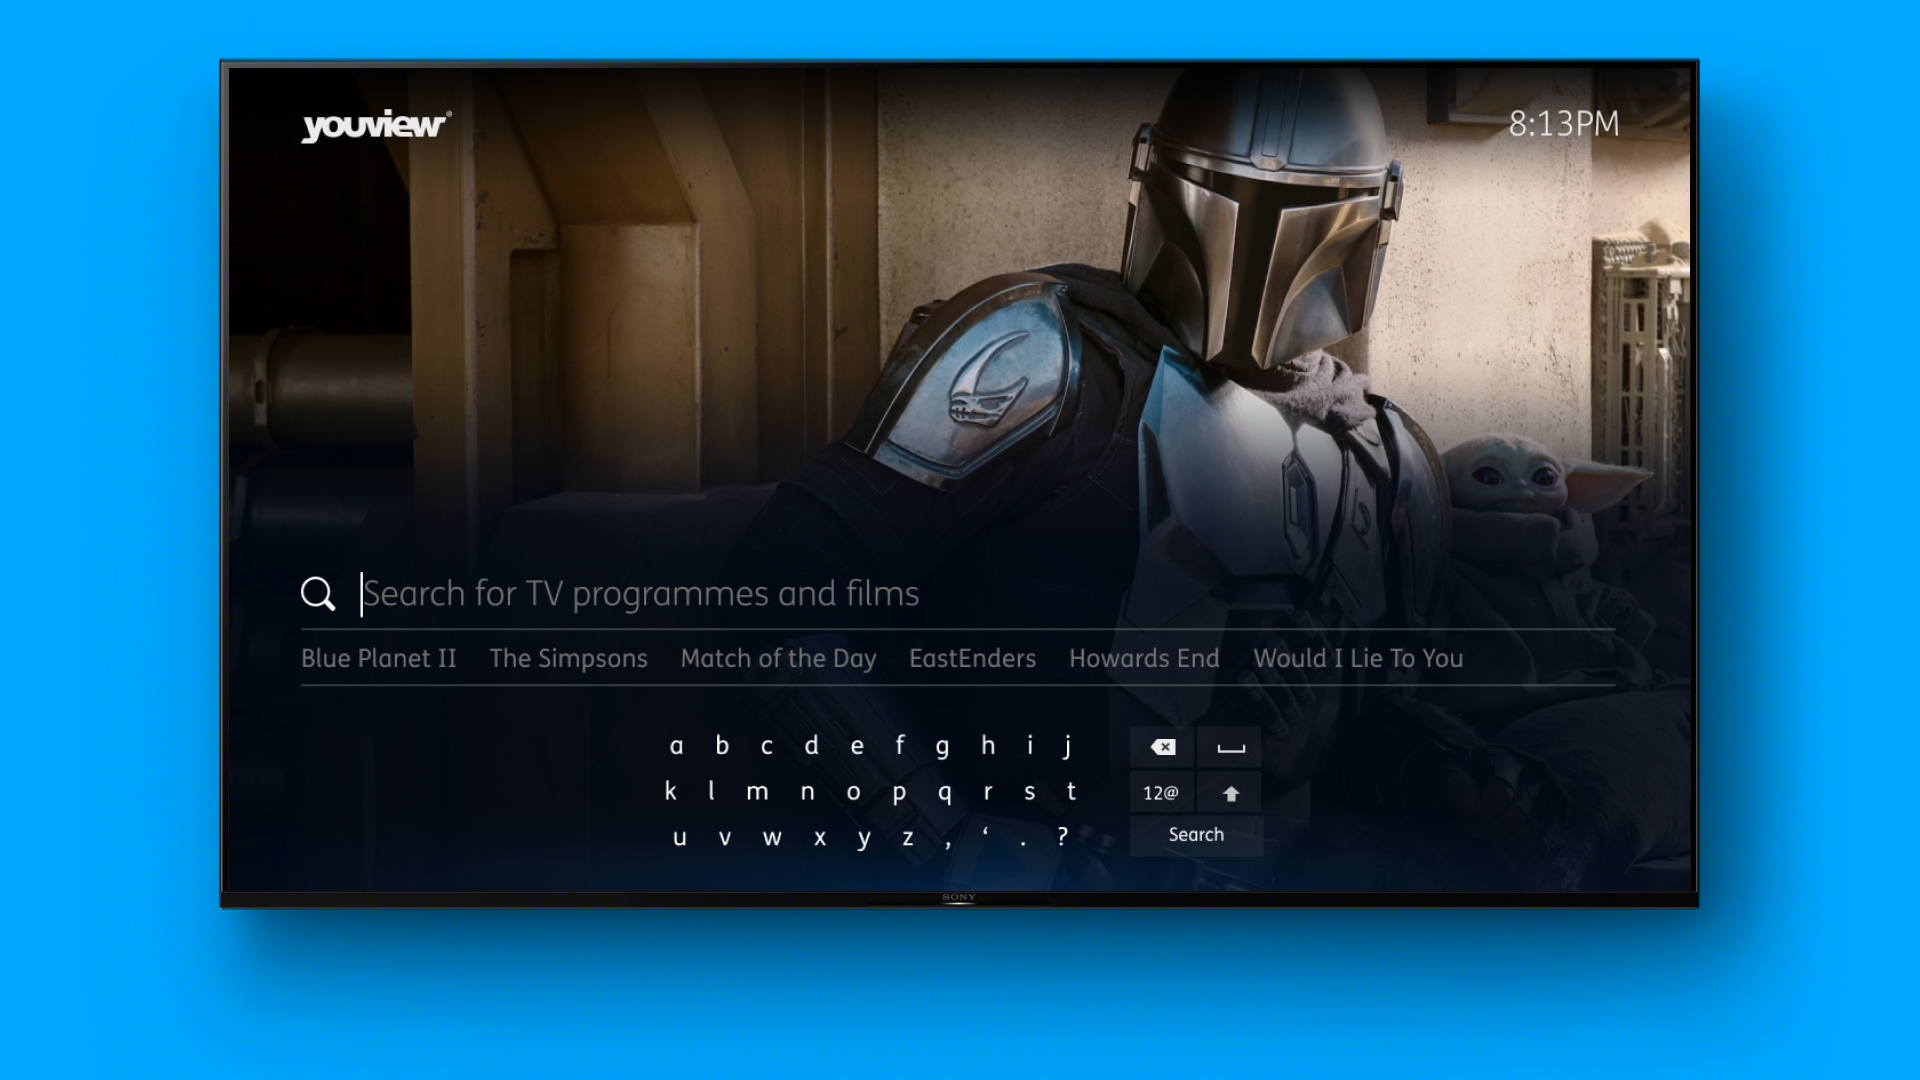 youview®
8:13PM
Search for TV programmes and films
Blue Planet II The Simpsons Match of the Day EastEnders Howards End Would I Lie To You
a b c d e f g h i j
k l m n o p q r s t 12@
u v w x y z , ‘ . ? Search
SONY